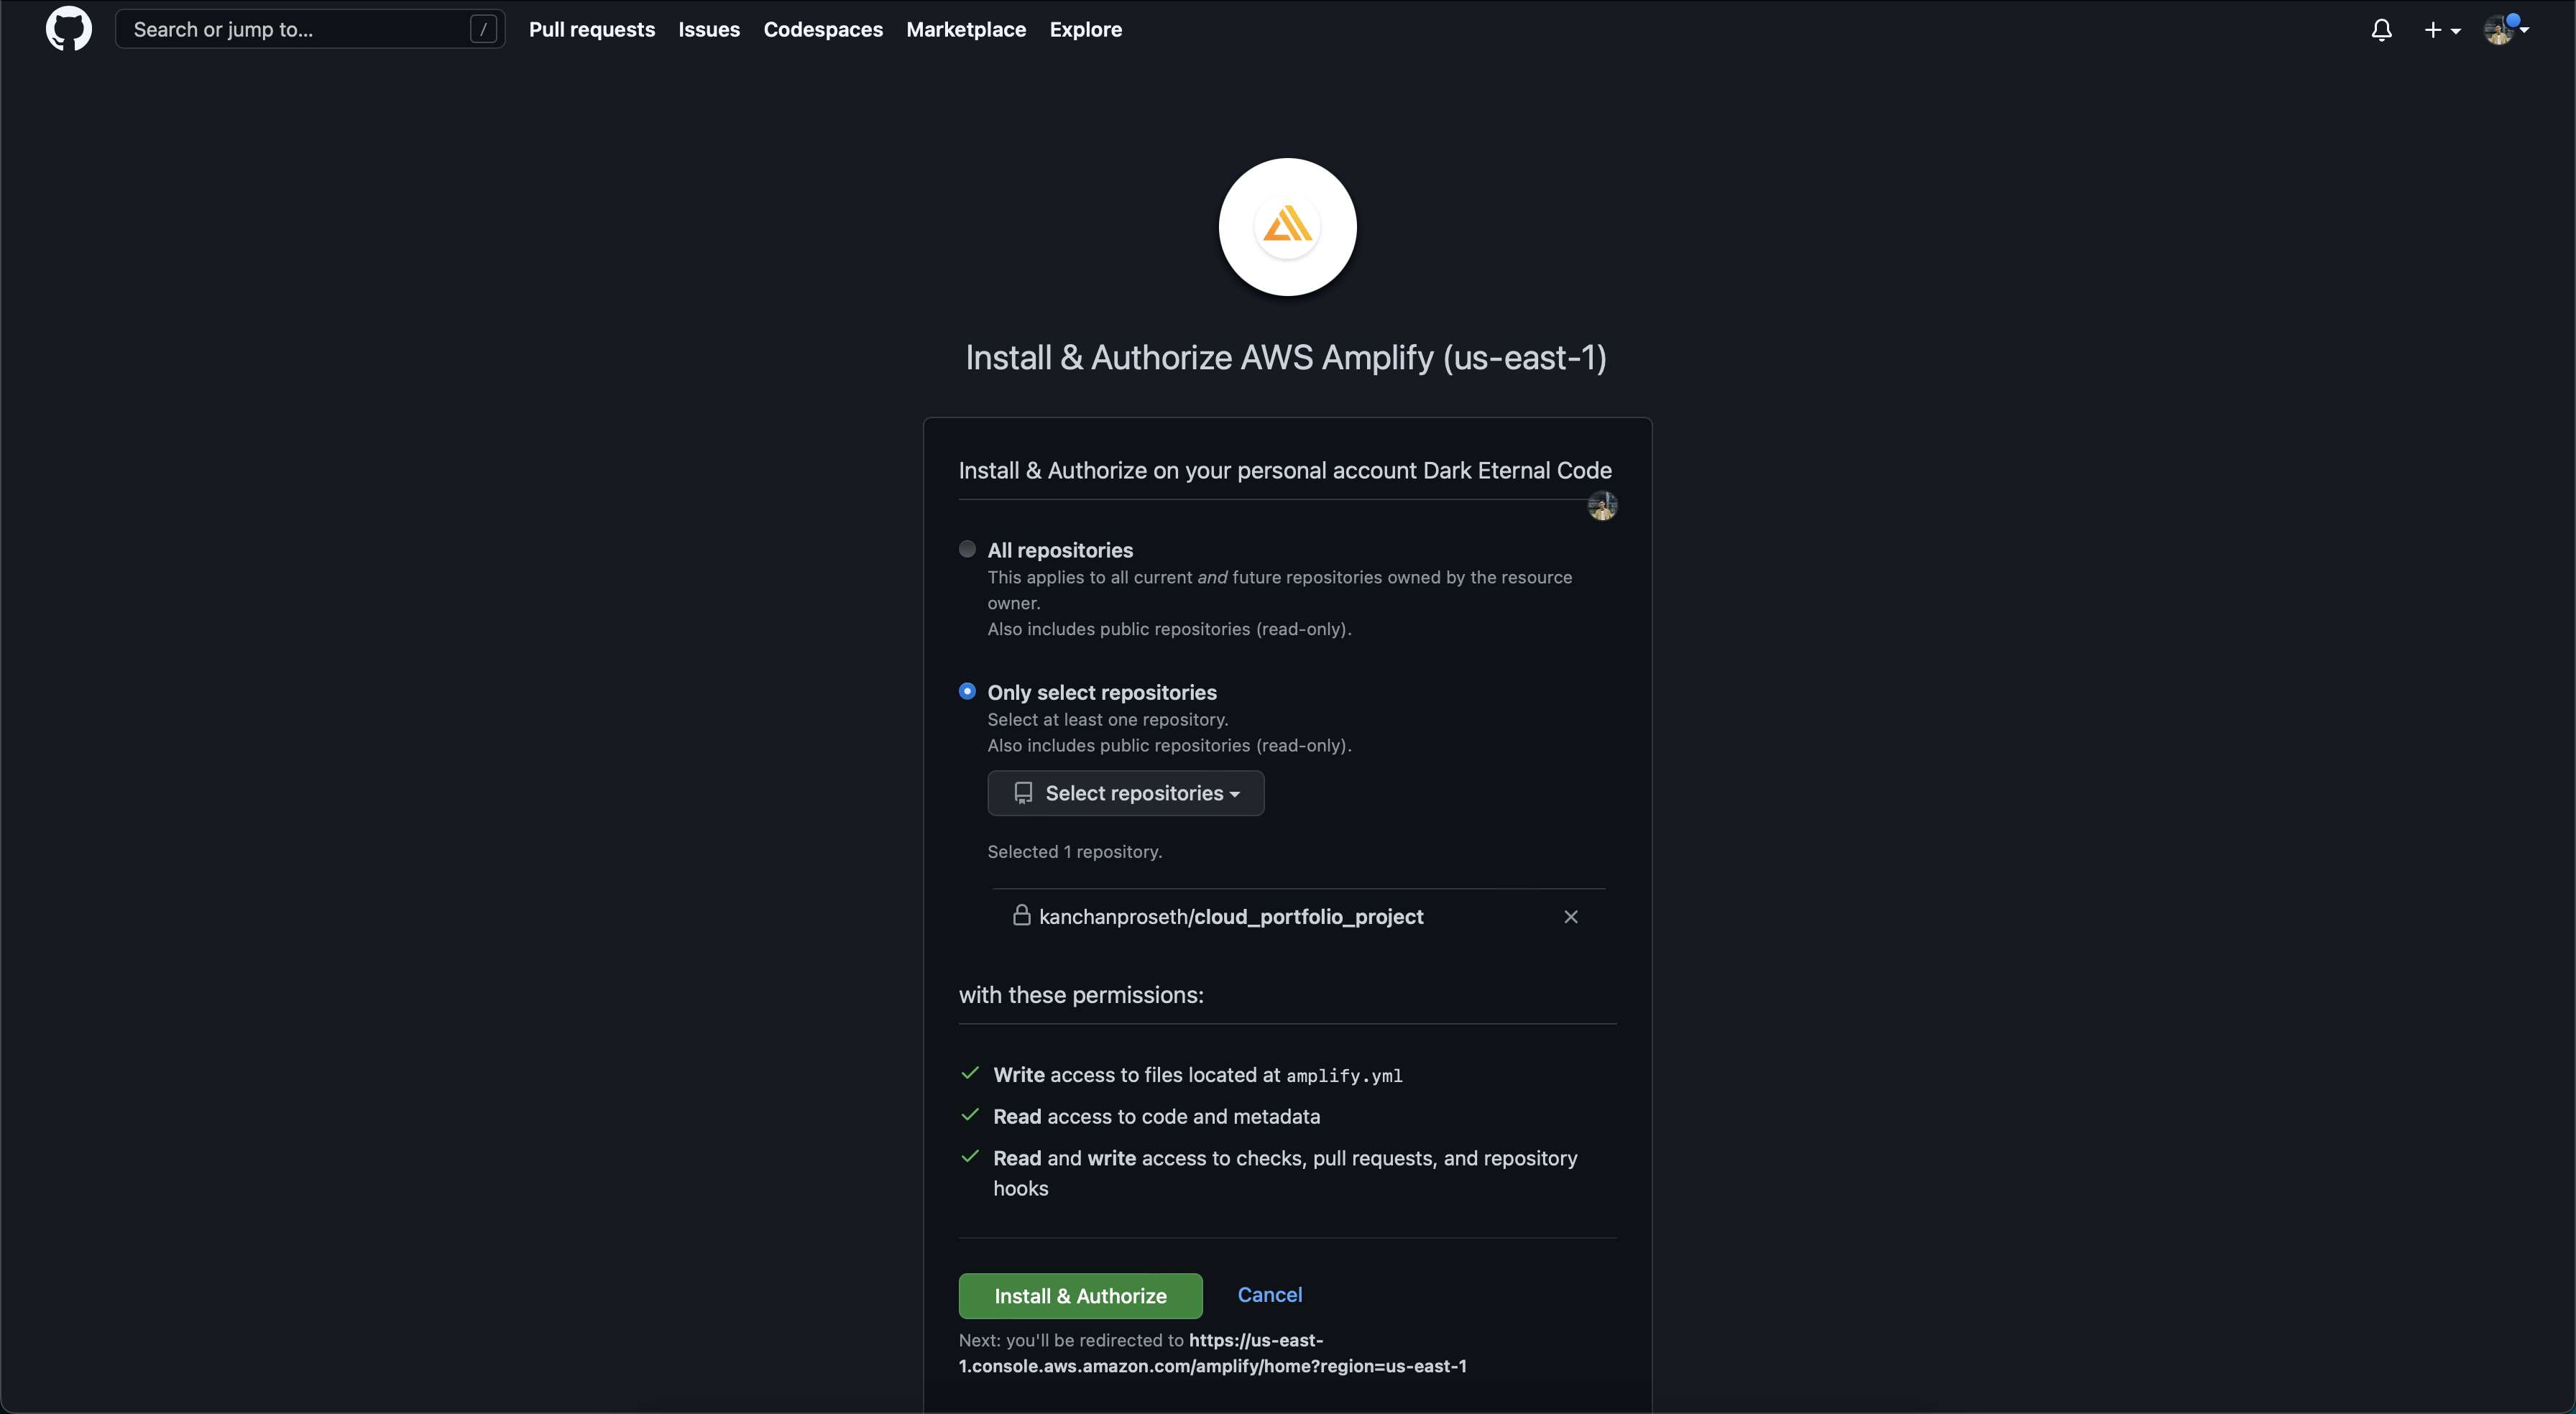 Search or jump to... /
Pull requests Issues Codespaces Marketplace Explore
Install & Authorize AWS Amplify (us-east-1)
Install & Authorize on your personal account Dark Eternal Code
All repositories
This applies to all current and future repositories owned by the resource
owner.
Also includes public repositories (read-only).
Only select repositories
Select at least one repository.
Also includes public repositories (read-only).
Select repositories
Selected 1 repository.
kanchanproseth/cloud_portfolio_project
with these permissions:
Write access to files located at amplify.yml
Read access to code and metadata
Read and write access to checks, pull requests, and repository
hooks
Install & Authorize Cancel
Next: you'll be redirected to https://us-east-
1.console.aws.amazon.com/amplify/home?region=us-east-1